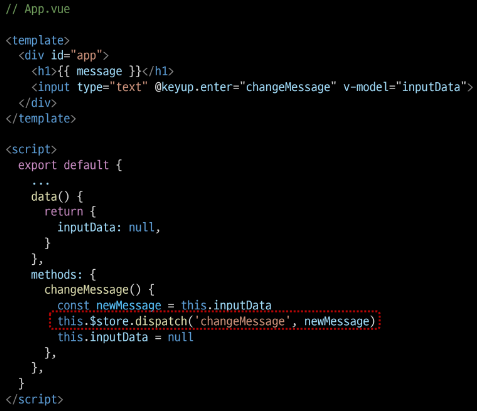 // App.vue
<template>
<div id="app">
<h1>{{ message }}</h1>
<input type="text" @keyup.enter="changeMessage" v-model="inputData">
</div>
</template>
<script>
export default {
...
data() {
return {
inputData: null,
}
},
methods: {
changeMessage() {
const newMessage = this.inputData
this.$store.dispatch('changeMessage', newMessage)
this.inputData = null
},
},
}
</script>